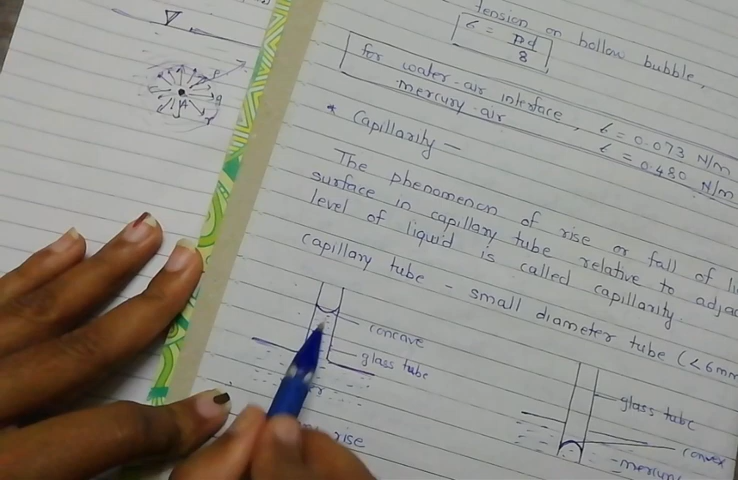 tension on hollow bubble,
σ = pd
8
for water-air interface, σ = 0.073 N/m
mercury-air σ = 0.480 N/m
* Capillarity -
The phenomenon of rise or fall of
surface in capillary tube relative to
level of liquid is called capillarity
capillary tube - small diameter tube (<6mm
concave
glass tube
rise
glass tube
convex